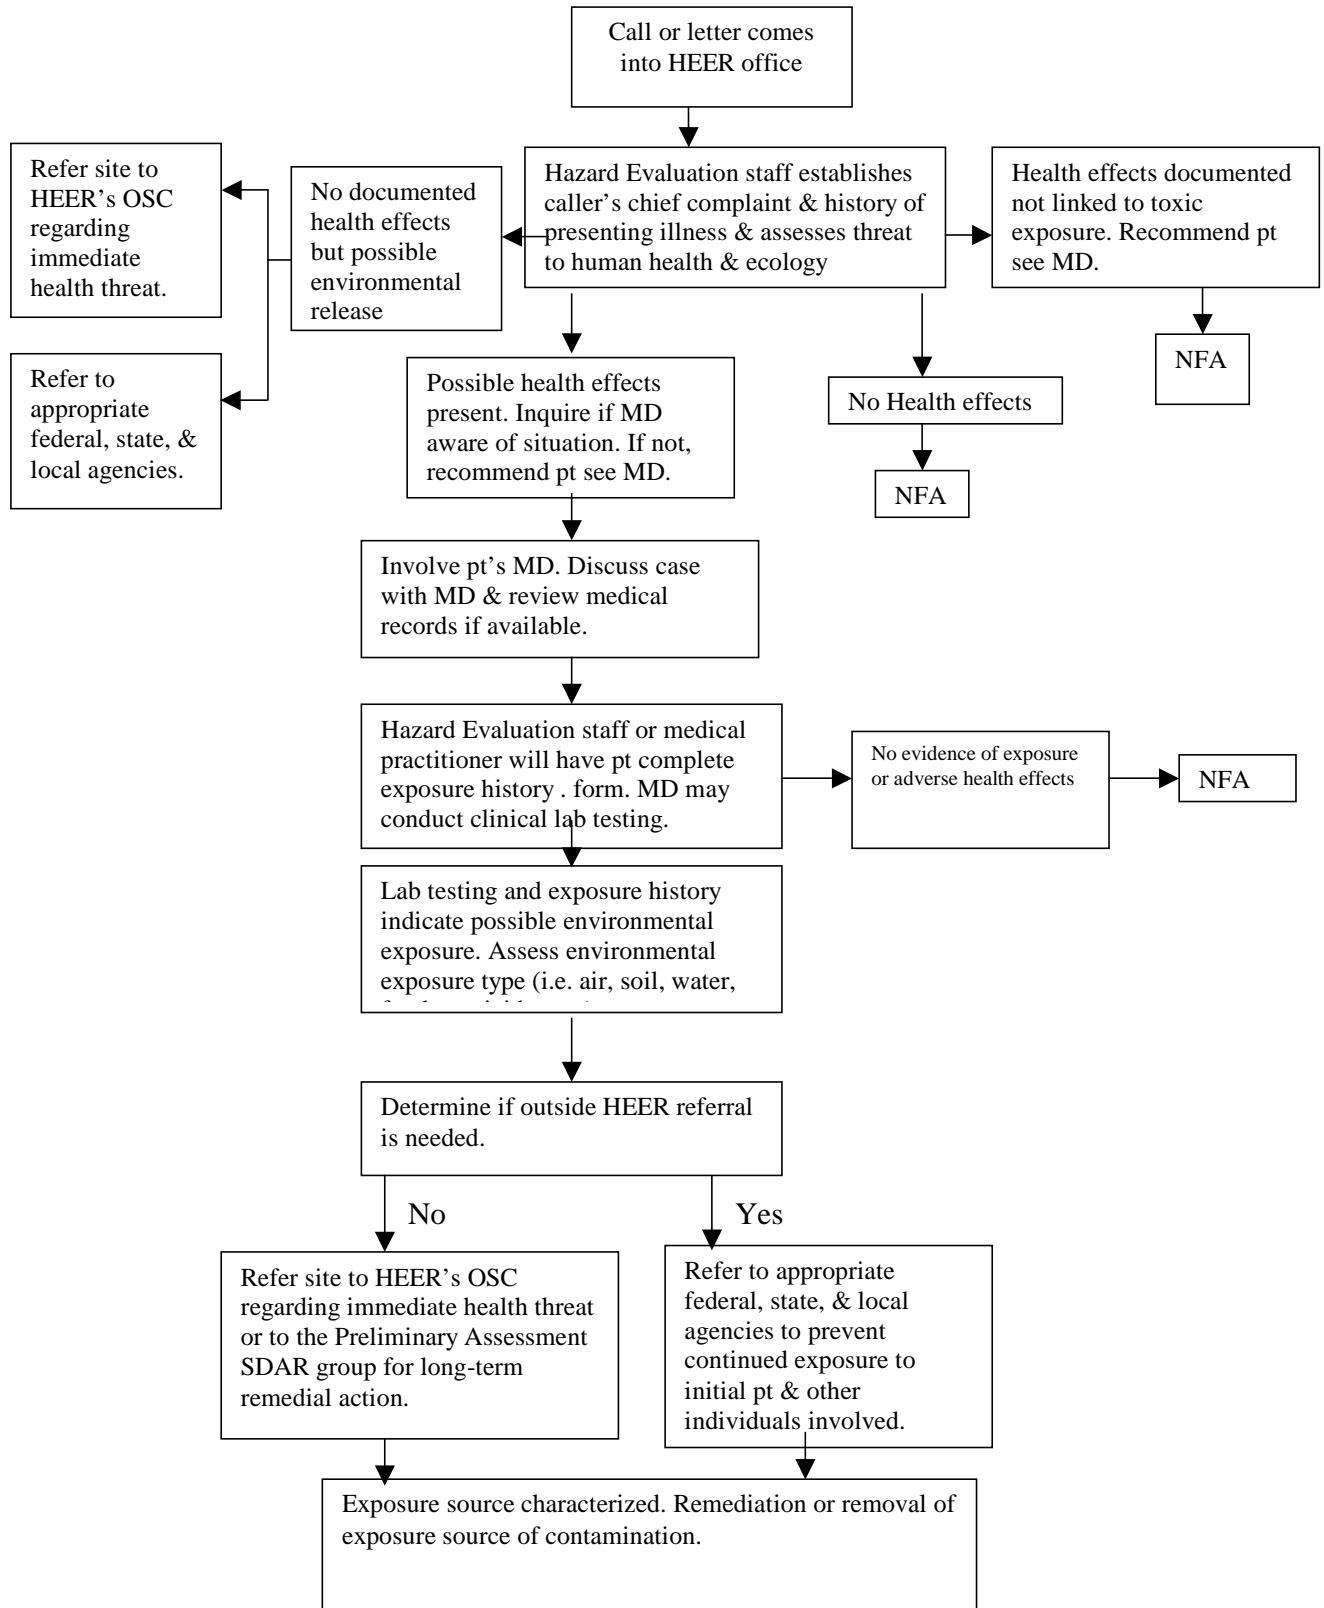 Call or letter comes
into HEER office
Refer site to
HEER’s OSC
regarding
immediate
health threat.
No documented
health effects
but possible
environmental
release
Hazard Evaluation staff establishes
caller’s chief complaint & history of
presenting illness & assesses threat
to human health & ecology
Health effects documented
not linked to toxic
exposure. Recommend pt
see MD.
NFA
Refer to
appropriate
federal, state, &
local agencies.
Possible health effects
present. Inquire if MD
aware of situation. If not,
recommend pt see MD.
No Health effects
NFA
Involve pt’s MD. Discuss case
with MD & review medical
records if available.
Hazard Evaluation staff or medical
practitioner will have pt complete
exposure history . form. MD may
conduct clinical lab testing.
No evidence of exposure
or adverse health effects
NFA
Lab testing and exposure history
indicate possible environmental
exposure. Assess environmental
exposure type (i.e. air, soil, water,
Determine if outside HEER referral
is needed.
No
Yes
Refer site to HEER’s OSC
regarding immediate health threat
or to the Preliminary Assessment
SDAR group for long-term
remedial action.
Refer to appropriate
federal, state, & local
agencies to prevent
continued exposure to
initial pt & other
individuals involved.
Exposure source characterized. Remediation or removal of
exposure source of contamination.